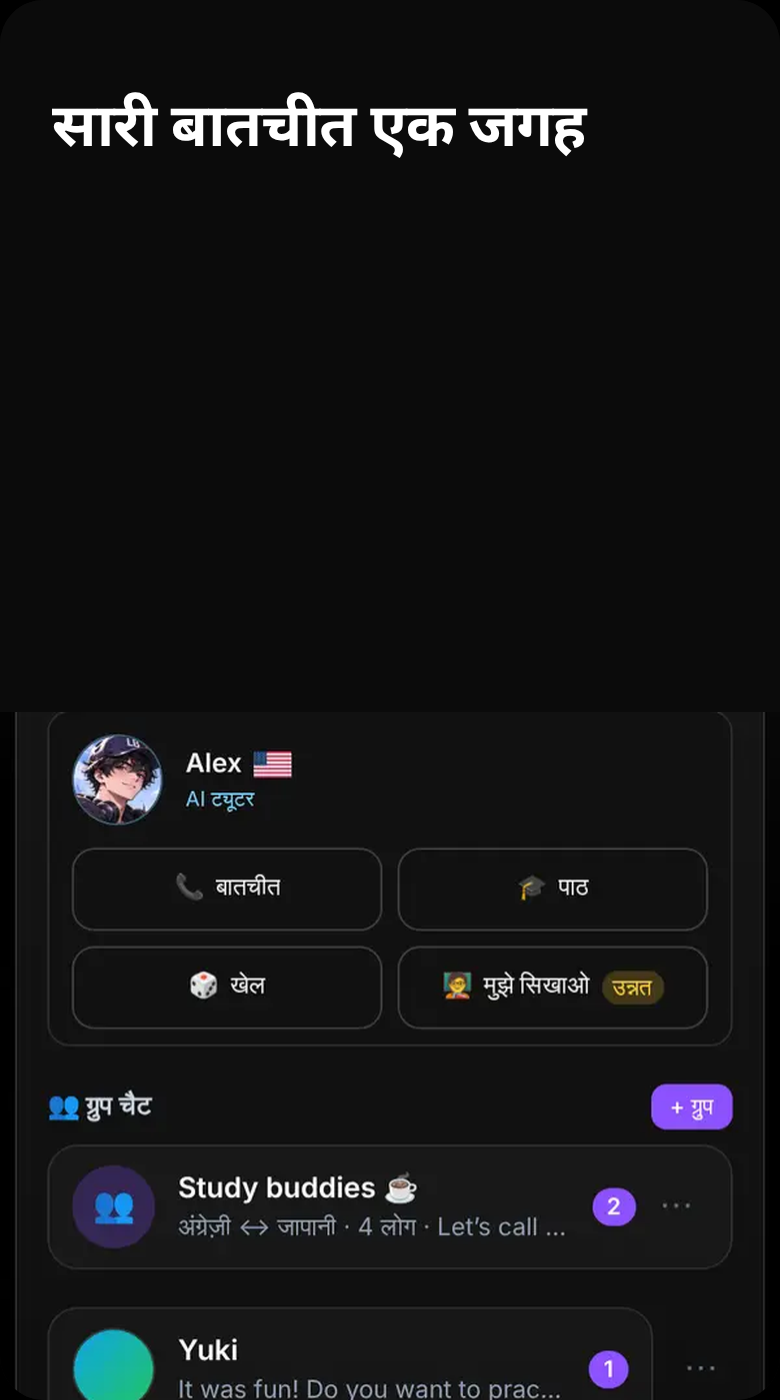 सारी बातचीत एक जगह
Alex
AI ट्यूटर
बातचीत
पाठ
खेल
मुझे सिखाओ उन्नत
ग्रुप चैट
+ ग्रुप
Study buddies
2
अंग्रेज़ी ↔ जापानी · 4 लोग · Let’s call ...
Yuki
1
It was fun! Do you want to prac...